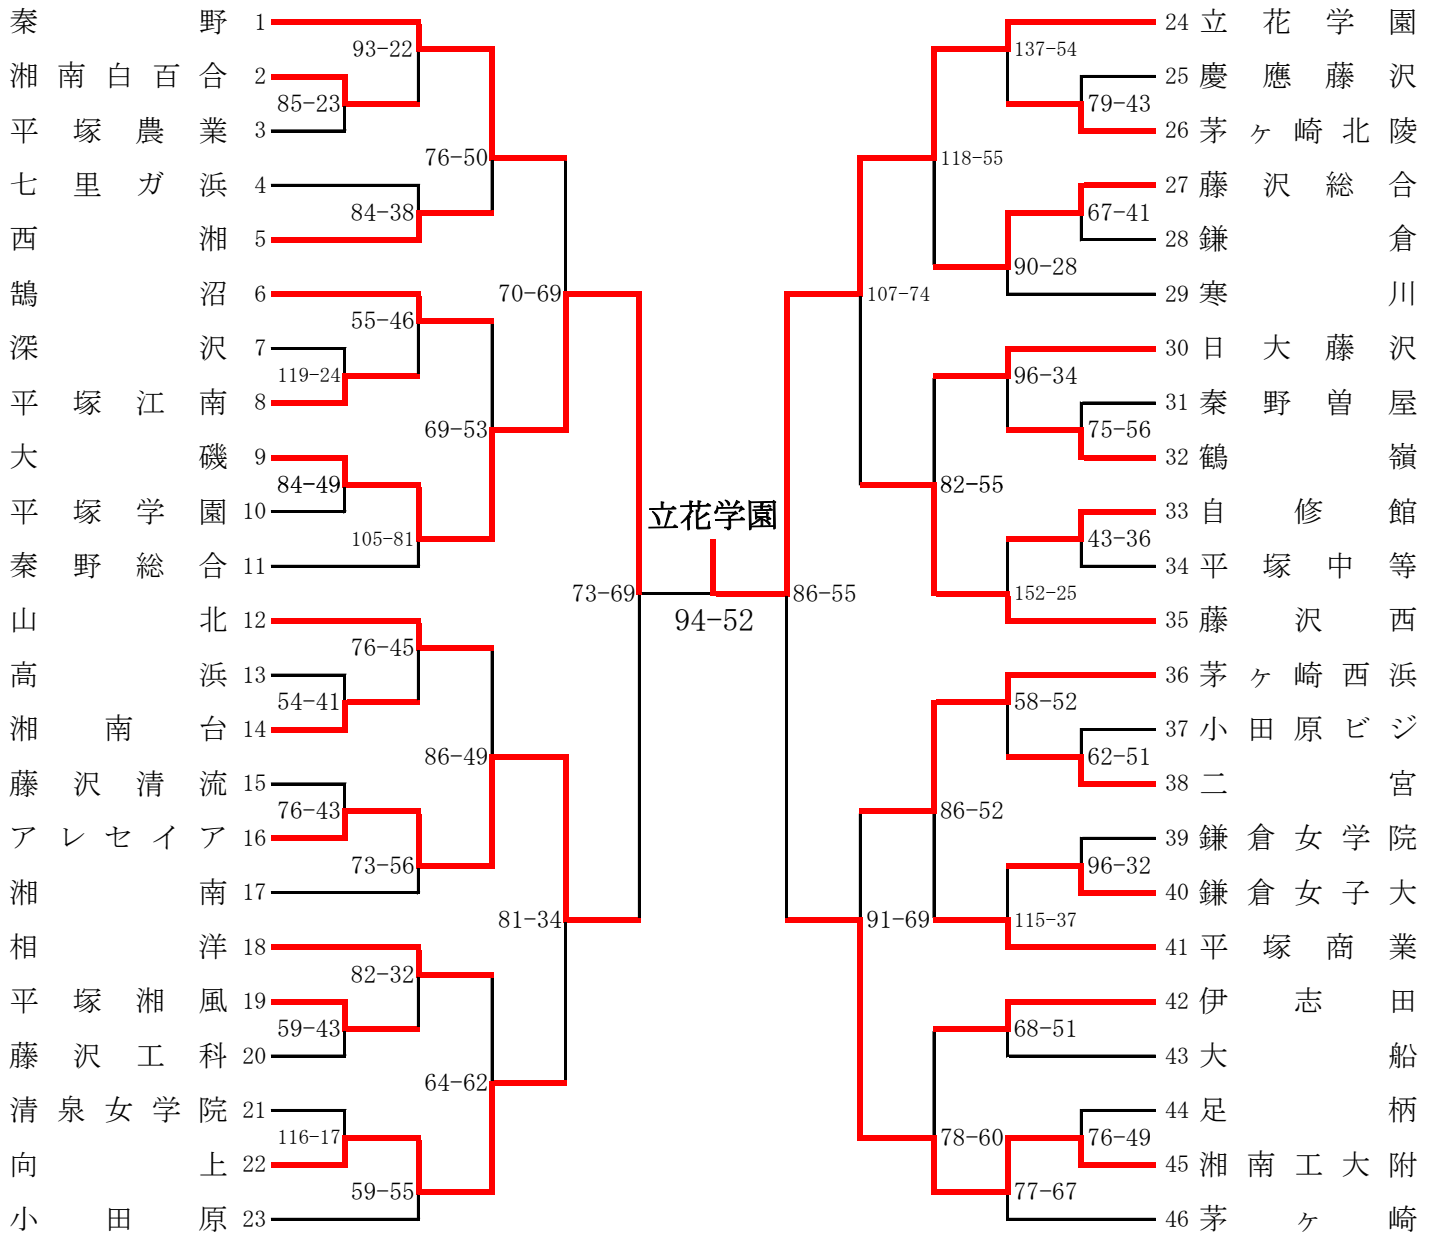 秦野 1
湘南白百合 2
平塚農業 3
七里ガ浜 4
西湘 5
鵠沼 6
深沢 7
平塚江南 8
大磯 9
平塚学園 10
秦野総合 11
山北 12
高浜 13
湘南台 14
藤沢清流 15
アレセイア 16
湘南 17
相洋 18
平塚湘風 19
藤沢工科 20
清泉女学院 21
向上 22
小田原 23
93-22
85-23
76-50
84-38
70-69
55-46
119-24
69-53
84-49
105-81
73-69
76-45
54-41
86-49
76-43
73-56
81-34
82-32
59-43
64-62
116-17
59-55
立花学園
94-52
137-54
79-43
118-55
67-41
90-28
107-74
96-34
75-56
82-55
43-36
152-25
86-55
58-52
62-51
86-52
96-32
115-37
91-69
68-51
78-60
76-49
77-67
24 立花学園
25 慶應藤沢
26 茅ヶ崎北陵
27 藤沢総合
28 鎌倉
29 寒川
30 日大藤沢
31 秦野曽屋
32 鶴嶺
33 自修館
34 平塚中等
35 藤沢西
36 茅ヶ崎西浜
37 小田原ビジ
38 二宮
39 鎌倉女学院
40 鎌倉女子大
41 平塚商業
42 伊志田
43 大船
44 足柄
45 湘南工大附
46 茅ヶ崎